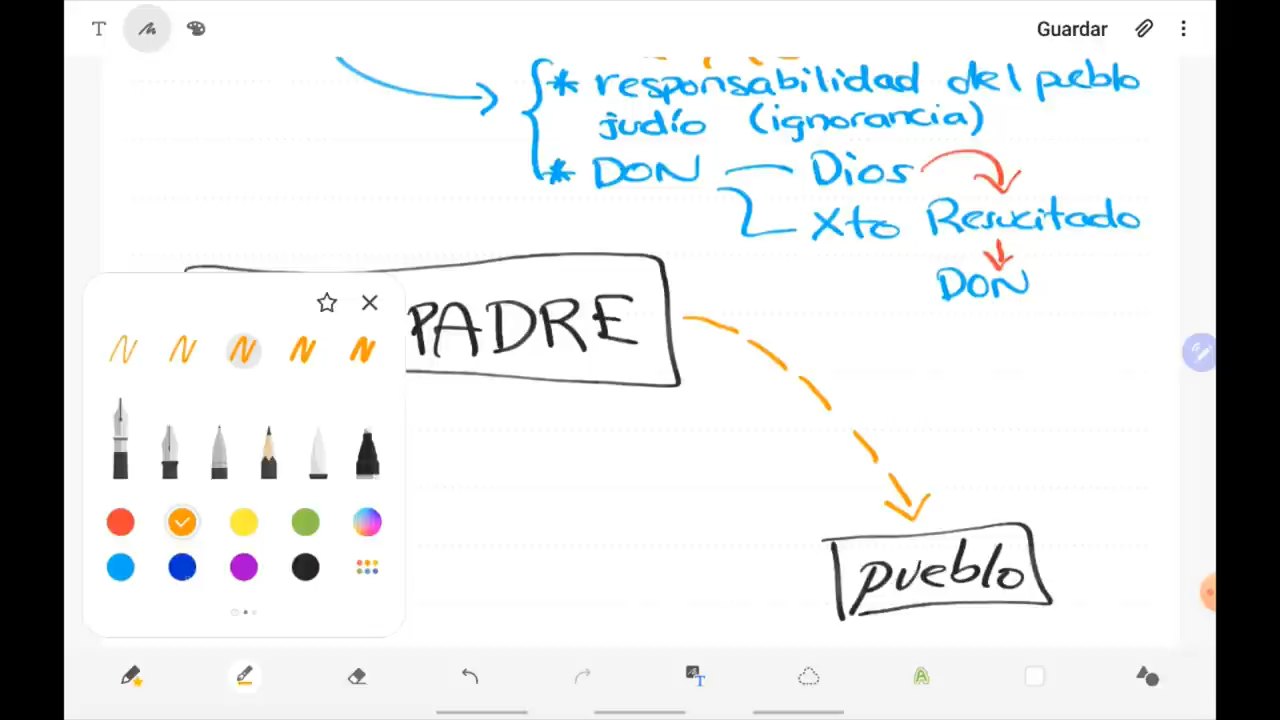 T
Guardar
* responsabilidad del pueblo
judío (ignorancia)
* DON Dios
Xto Resucitado
DON
PADRE
pueblo
T
A